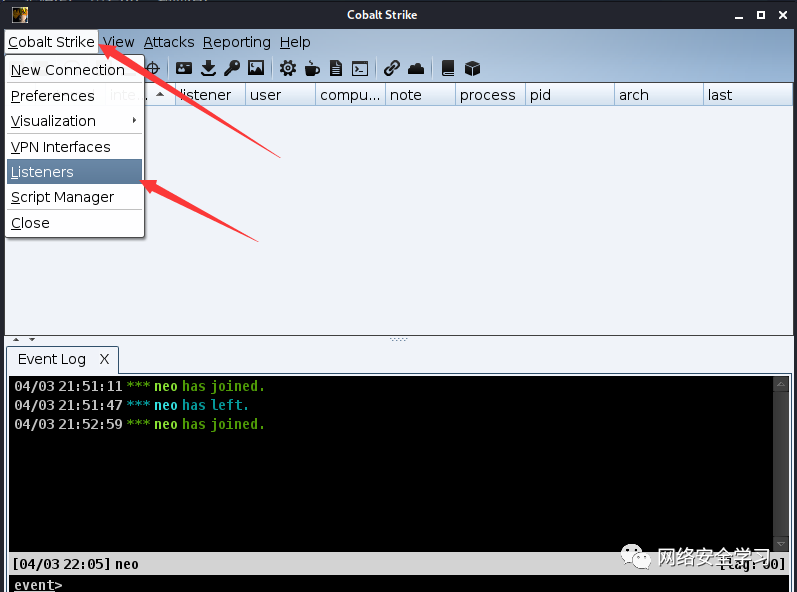 Cobalt Strike
Cobalt Strike View Attacks Reporting Help
New Connection
Preferences
Visualization
VPN Interfaces
Listeners
Script Manager
Close
inte... listener user compu... note process pid arch last
Event Log X
04/03 21:51:11 *** neo has joined.
04/03 21:51:47 *** neo has left.
04/03 21:52:59 *** neo has joined.
[04/03 22:05] neo [lag: 00]
网络安全学习
event>